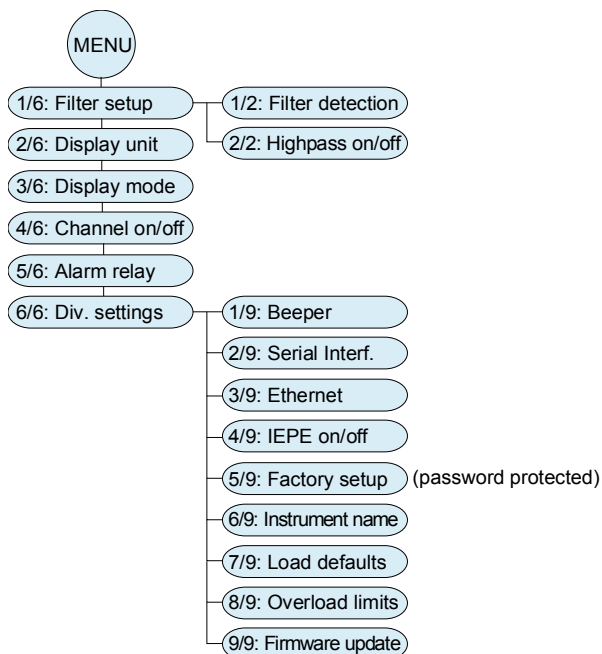 MENU
1/6: Filter setup
1/2: Filter detection
2/6: Display unit
2/2: Highpass on/off
3/6: Display mode
4/6: Channel on/off
5/6: Alarm relay
6/6: Div. settings
1/9: Beeper
2/9: Serial Interf.
3/9: Ethernet
4/9: IEPE on/off
5/9: Factory setup (password protected)
6/9: Instrument name
7/9: Load defaults
8/9: Overload limits
9/9: Firmware update